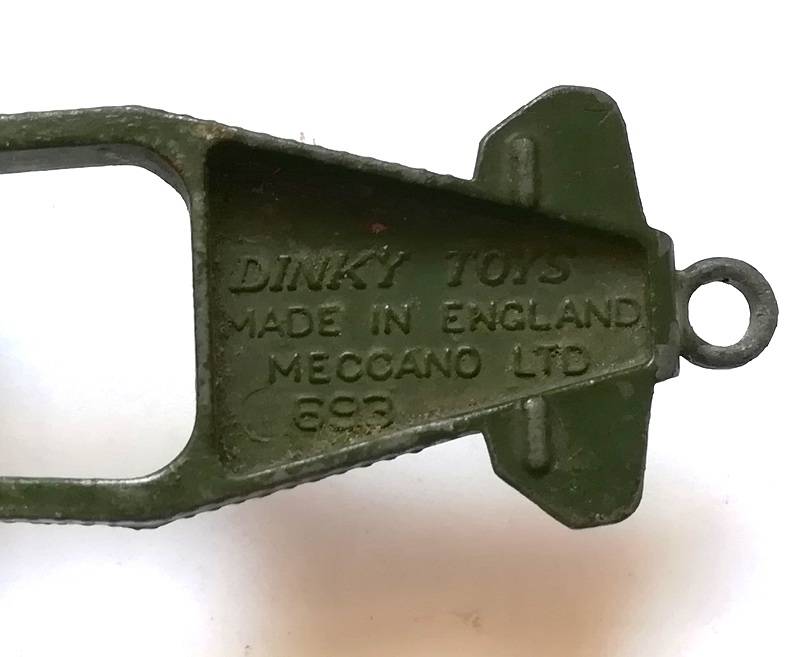 DINKY TOYS
MADE IN ENGLAND
MECCANO LTD
693